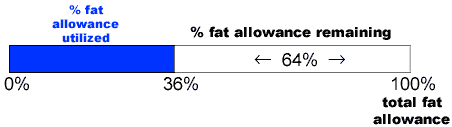 % fat
allowance
utilized
% fat allowance remaining
← 64% →
0%
36%
100%
total fat
allowance